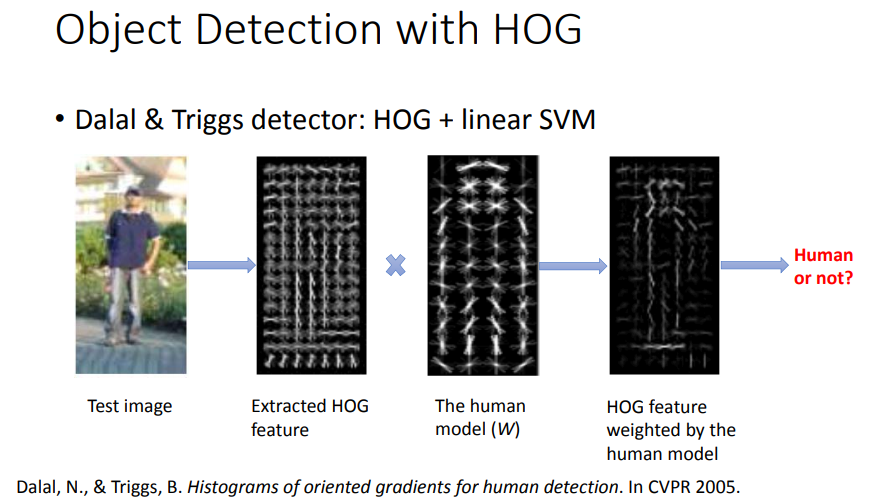 Object Detection with HOG
• Dalal & Triggs detector: HOG + linear SVM
Human
or not?
Test image
Extracted HOG
feature
The human
model (W)
HOG feature
weighted by the
human model
Dalal, N., & Triggs, B. Histograms of oriented gradients for human detection. In CVPR 2005.